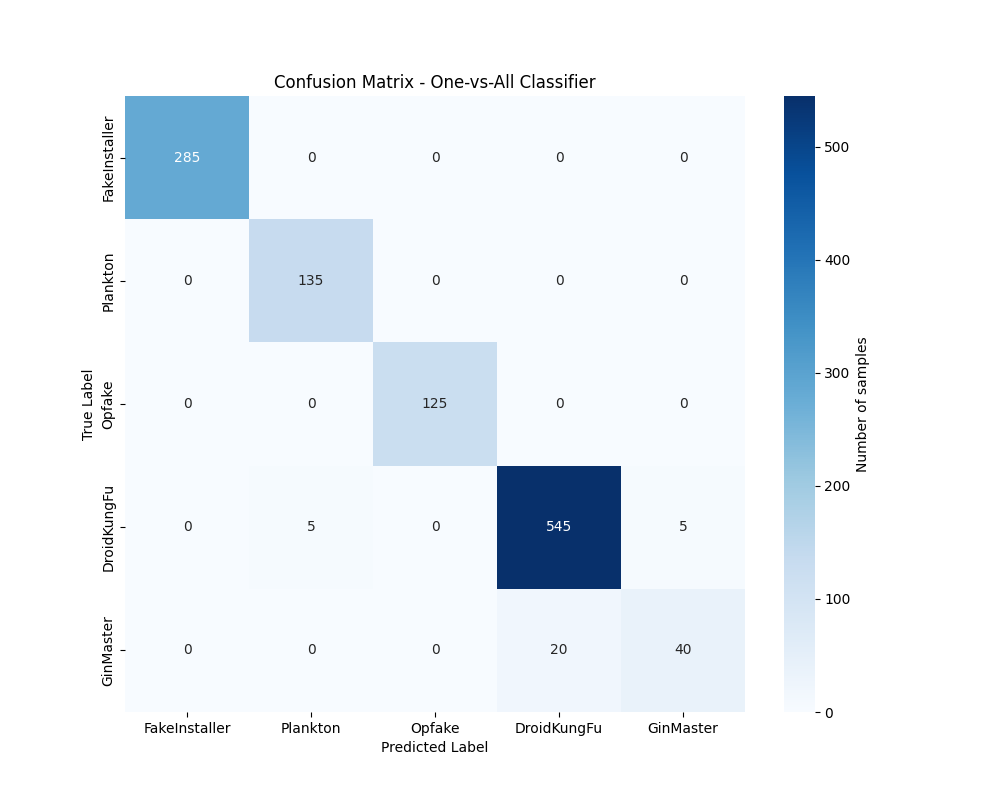 Confusion Matrix - One-vs-All Classifier
True Label
FakeInstaller
285 0 0 0 0
Plankton
0 135 0 0 0
Opfake
0 0 125 0 0
DroidKungFu
0 5 0 545 5
GinMaster
0 0 0 20 40
FakeInstaller Plankton Opfake DroidKungFu GinMaster
Predicted Label
500
400
300
200
100
0
Number of samples